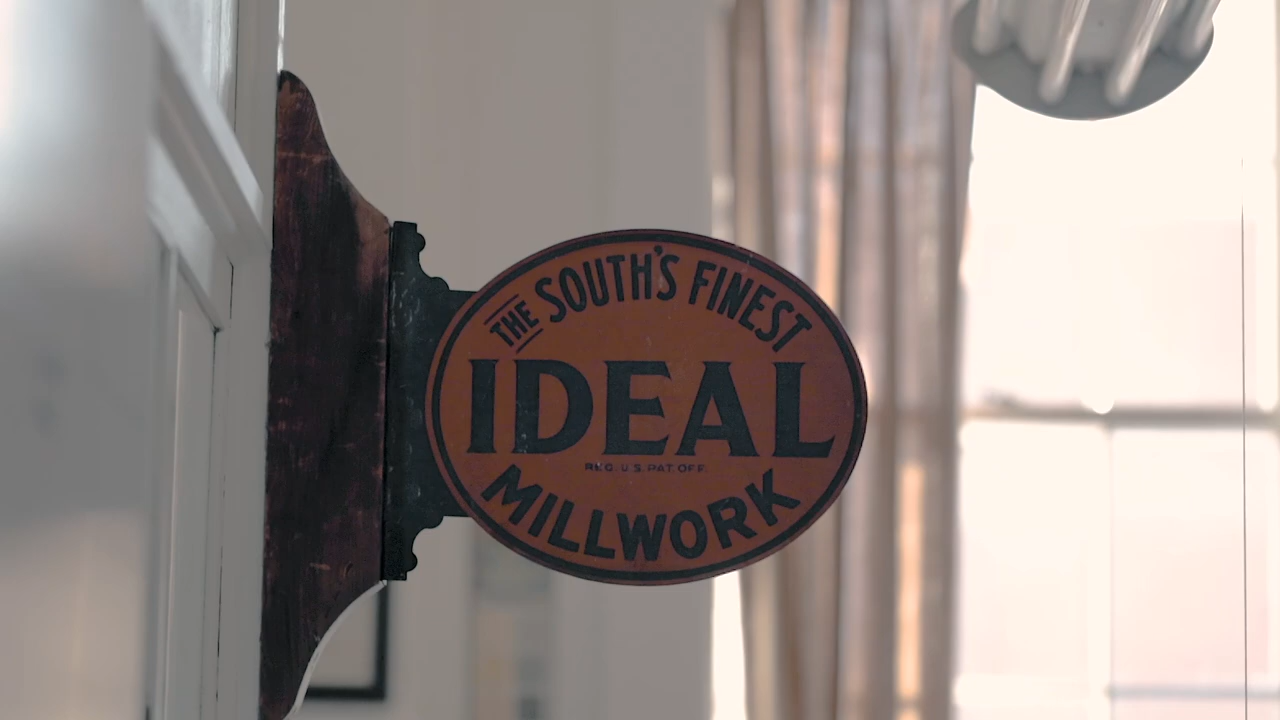 THE SOUTH'S FINEST
IDEAL
REG. U.S. PAT. OFF.
MILLWORK